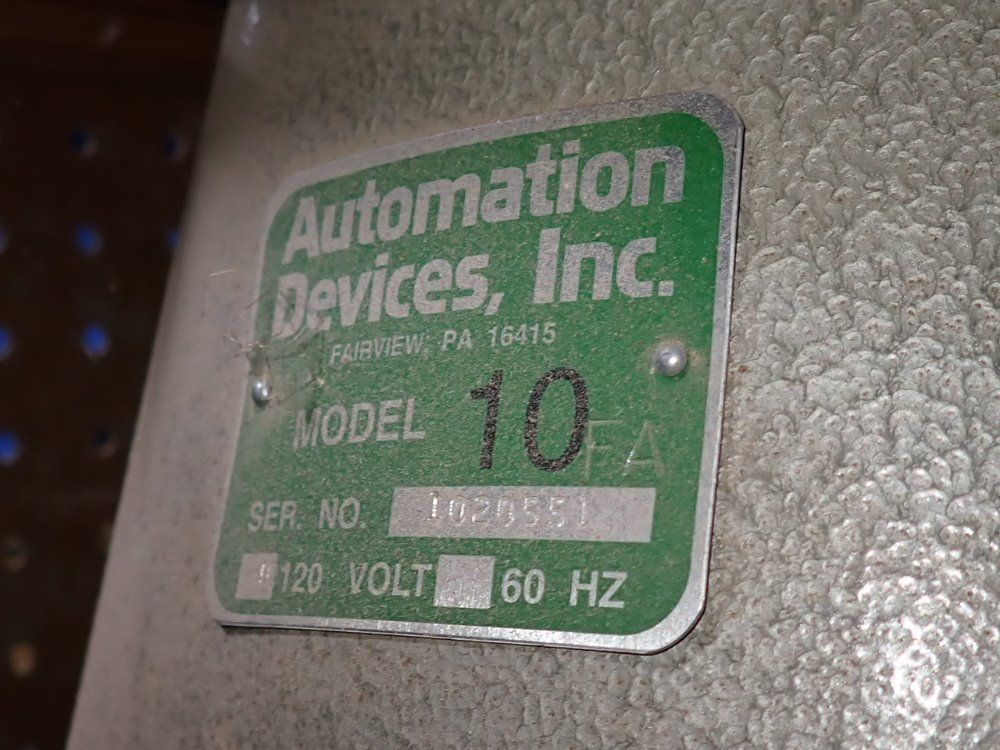 Automation
Devices, Inc.
FAIRVIEW, PA 16415
MODEL 10 FA
SER. NO. 1020551
120 VOLT 60 HZ